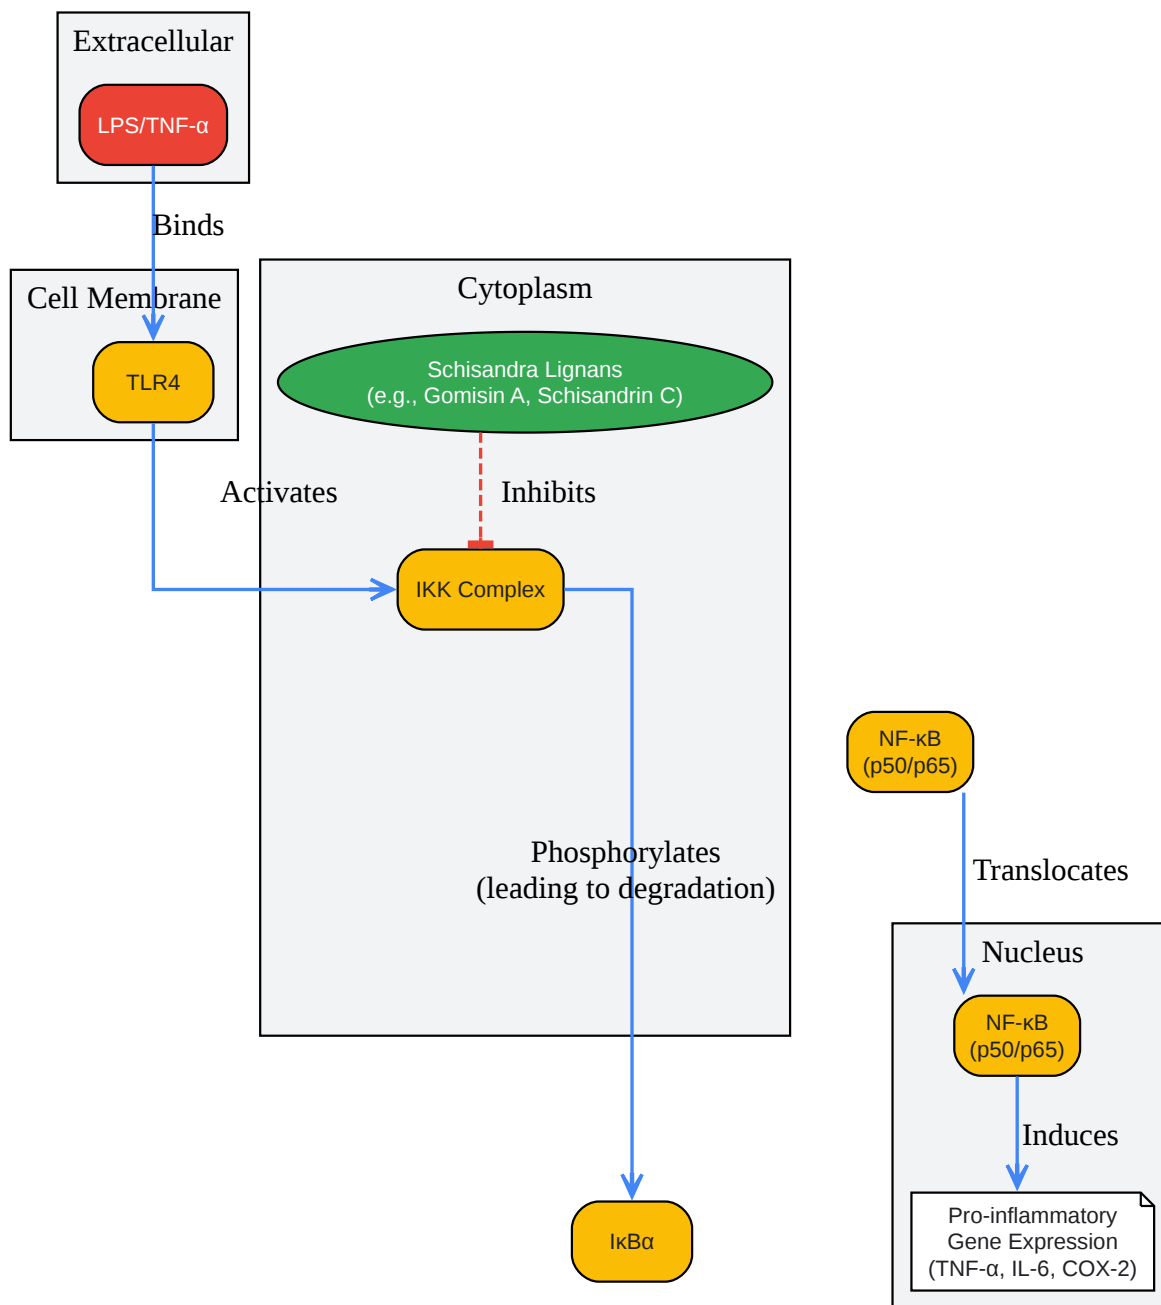 Extracellular
LPS/TNF-α
Binds
Cell Membrane
TLR4
Cytoplasm
Schisandra Lignans
(e.g., Gomisin A, Schisandrin C)
Activates
Inhibits
IKK Complex
NF-κB
(p50/p65)
Phosphorylates
(leading to degradation)
Translocates
Nucleus
NF-κB
(p50/p65)
Induces
IκBα
Pro-inflammatory
Gene Expression
(TNF-α, IL-6, COX-2)